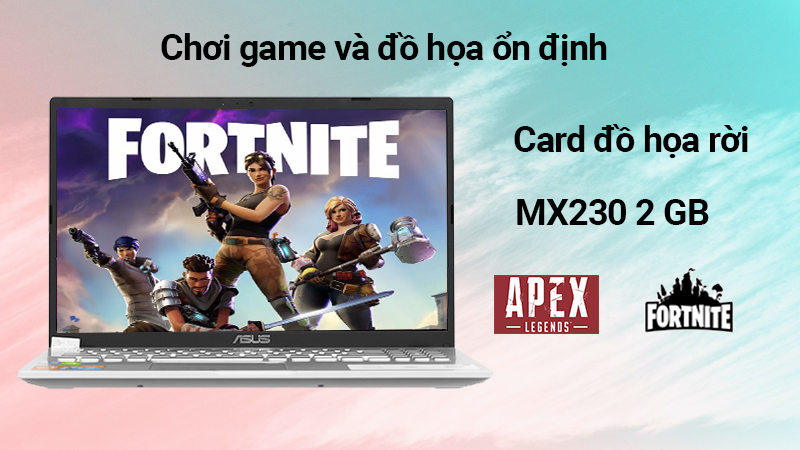 Chơi game và đồ họa ổn định
FORTNITE
Card đồ họa rời
MX230 2 GB
APEX
LEGENDS
FORTNITE
ASUS